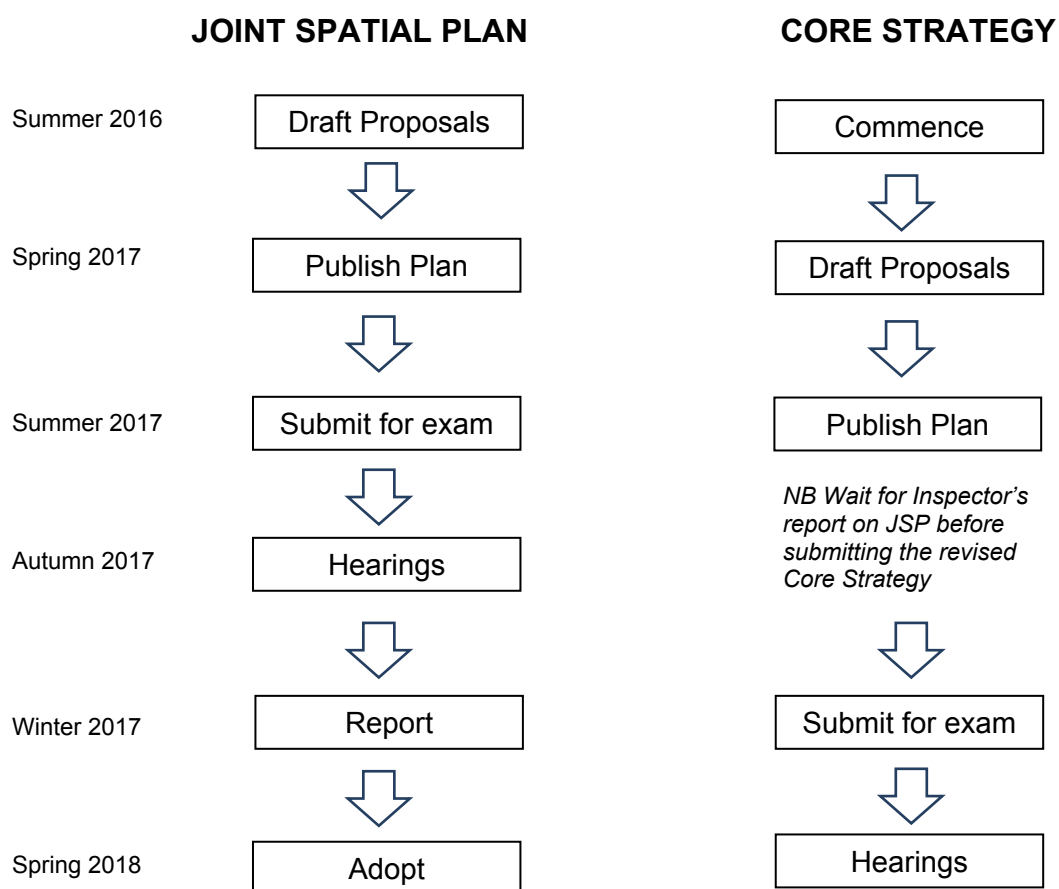 JOINT SPATIAL PLAN CORE STRATEGY
Summer 2016 Draft Proposals Commence
Spring 2017 Publish Plan Draft Proposals
Summer 2017 Submit for exam Publish Plan
NB Wait for Inspector’s
report on JSP before
submitting the revised
Core Strategy
Autumn 2017 Hearings
Winter 2017 Report Submit for exam
Spring 2018 Adopt Hearings